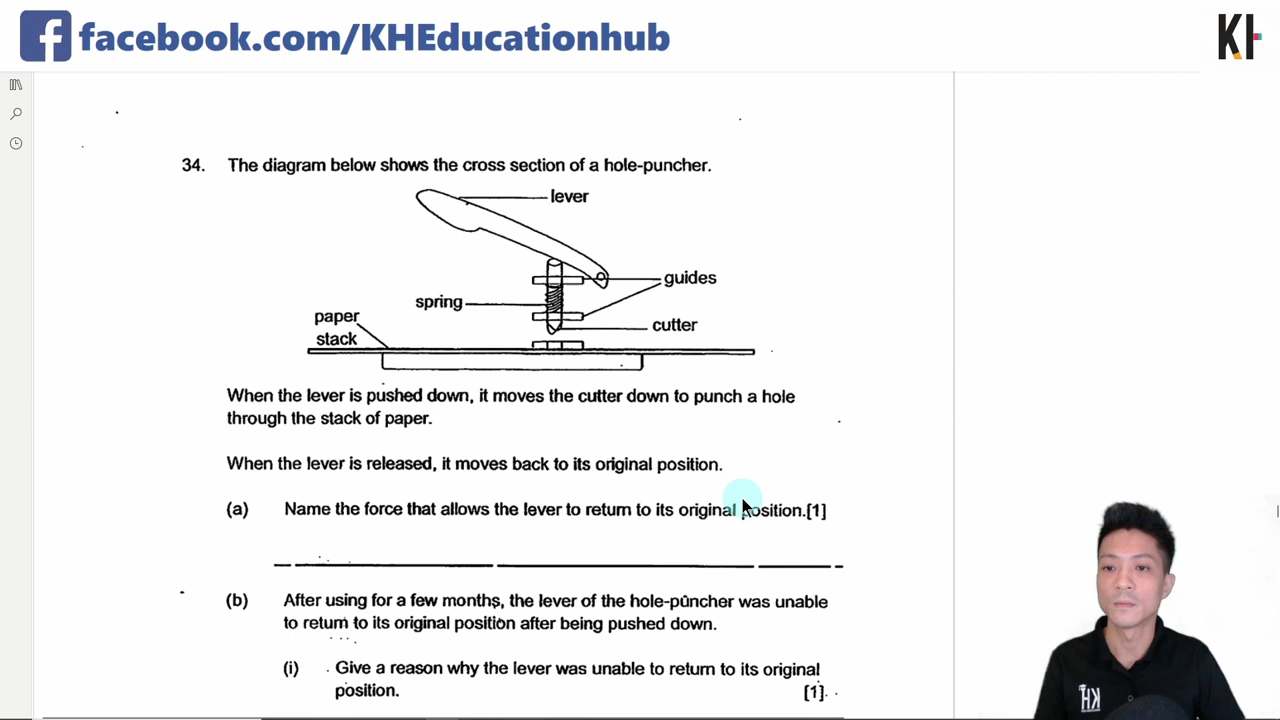 facebook.com/KHEducationhub
KH
34. The diagram below shows the cross section of a hole-puncher.
lever
guides
spring
cutter
paper
stack
When the lever is pushed down, it moves the cutter down to punch a hole
through the stack of paper.
When the lever is released, it moves back to its original position.
(a) Name the force that allows the lever to return to its original position.[1]
(b) After using for a few months, the lever of the hole-puncher was unable
to return to its original position after being pushed down.
(i) Give a reason why the lever was unable to return to its original
position. [1]
KH